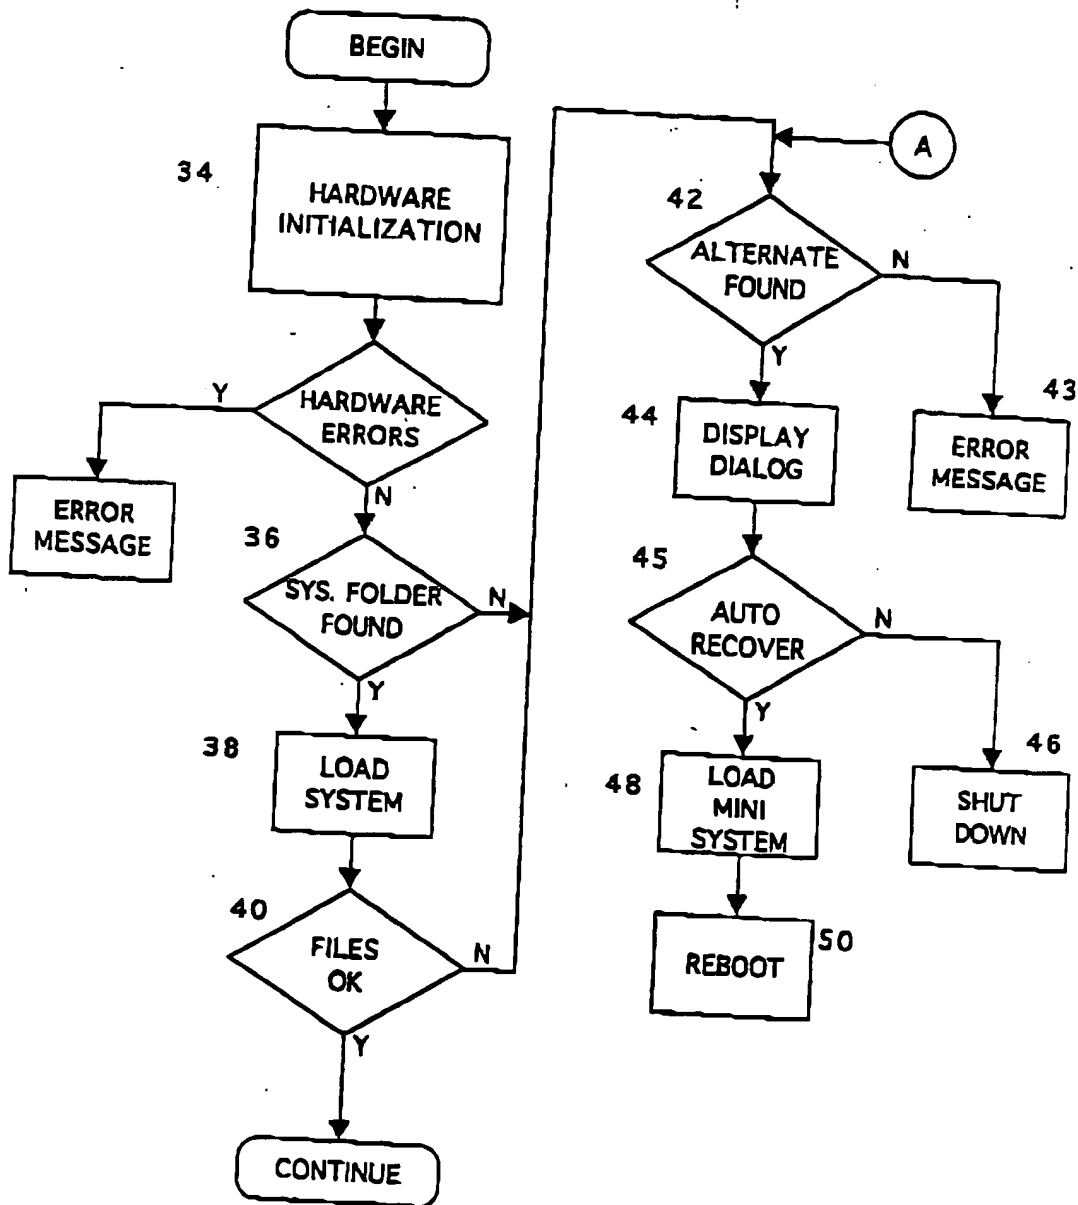 BEGIN
34
HARDWARE
INITIALIZATION
Y
HARDWARE
ERRORS
N
ERROR
MESSAGE
36
SYS. FOLDER
FOUND
N
Y
38
LOAD
SYSTEM
40
FILES
OK
N
Y
CONTINUE
A
42
ALTERNATE
FOUND
N
Y
43
ERROR
MESSAGE
44
DISPLAY
DIALOG
45
AUTO
RECOVER
N
Y
46
SHUT
DOWN
48
LOAD
MINI
SYSTEM
50
REBOOT